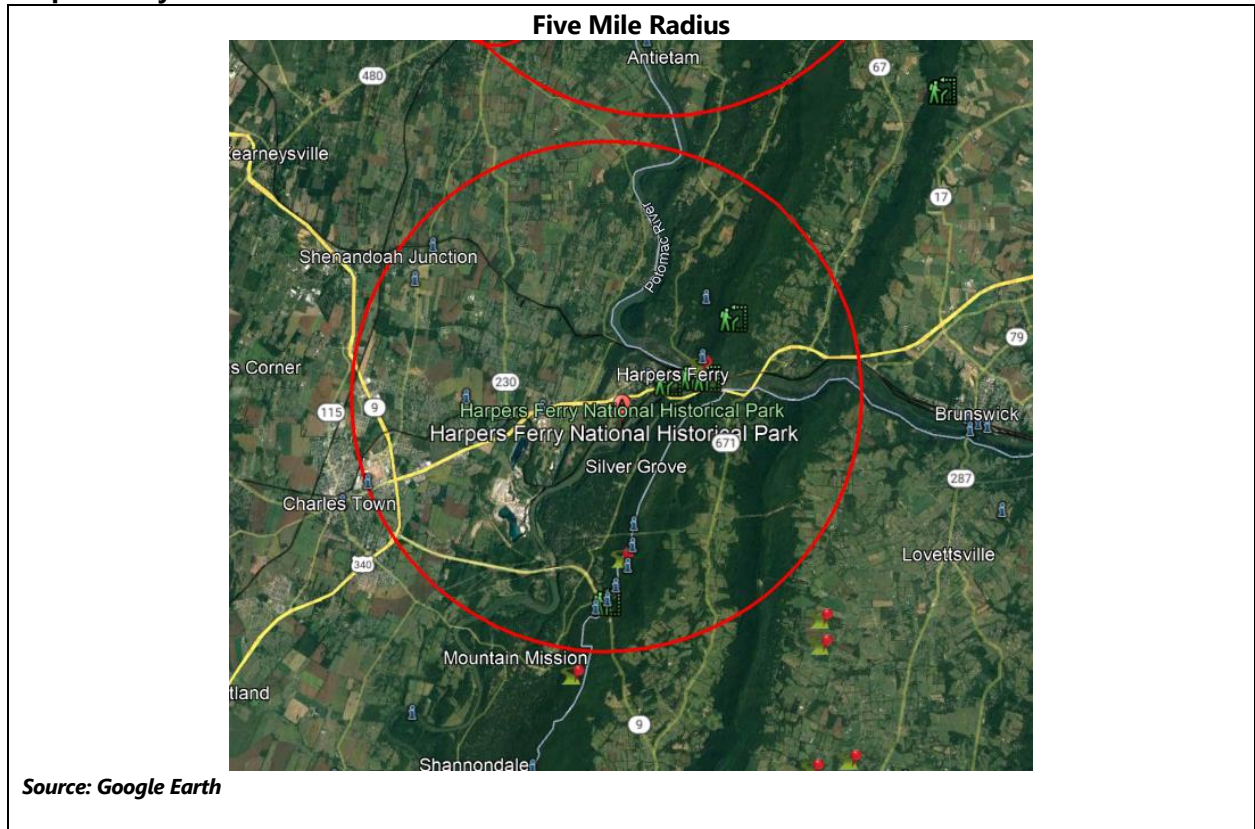 Five Mile Radius
Antietam
480
67
Kearneysville
17
Potomac River
Shenandoah Junction
79
s Corner
Harpers Ferry
230
115
9
Harpers Ferry National Historical Park
Brunswick
Harpers Ferry National Historical Park
671
Silver Grove
287
Charles Town
Lovettsville
340
Mountain Mission
tland
9
Shannondale
Source: Google Earth